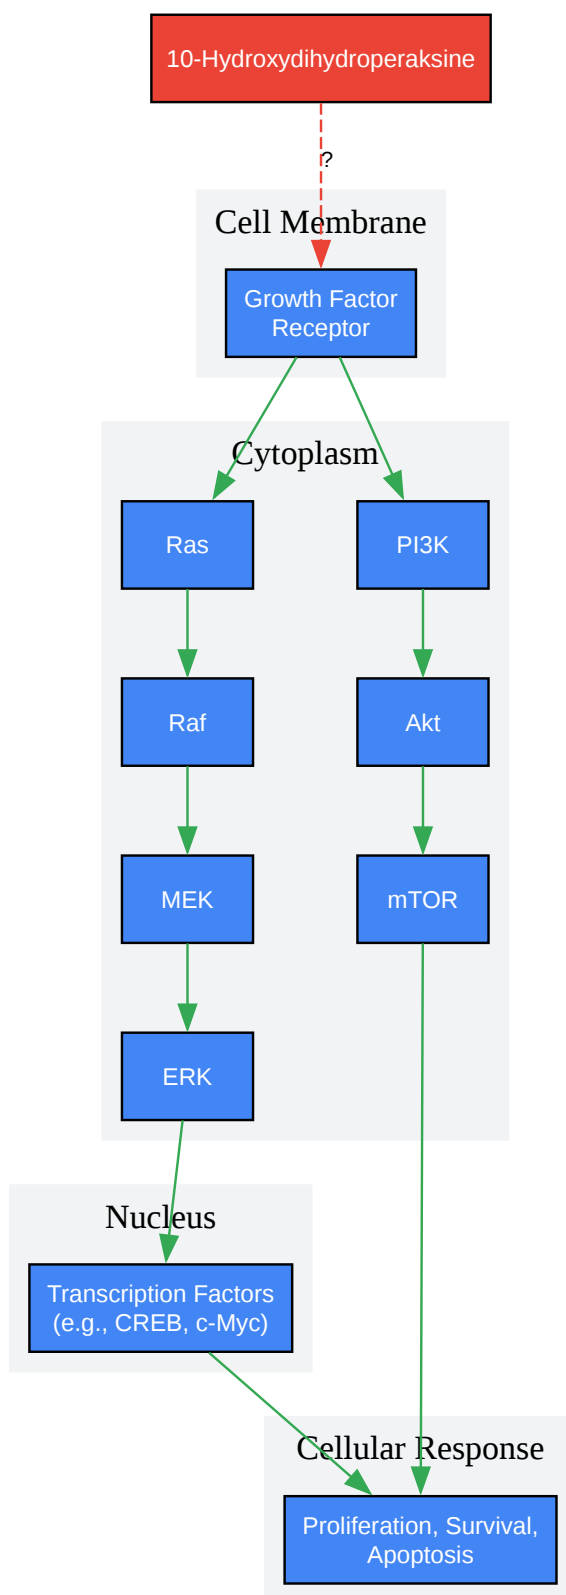 10-Hydroxydihydroperaksine
?
Cell Membrane
Growth Factor
Receptor
Cytoplasm
Ras
PI3K
Raf
Akt
MEK
mTOR
ERK
Nucleus
Transcription Factors
(e.g., CREB, c-Myc)
Cellular Response
Proliferation, Survival,
Apoptosis